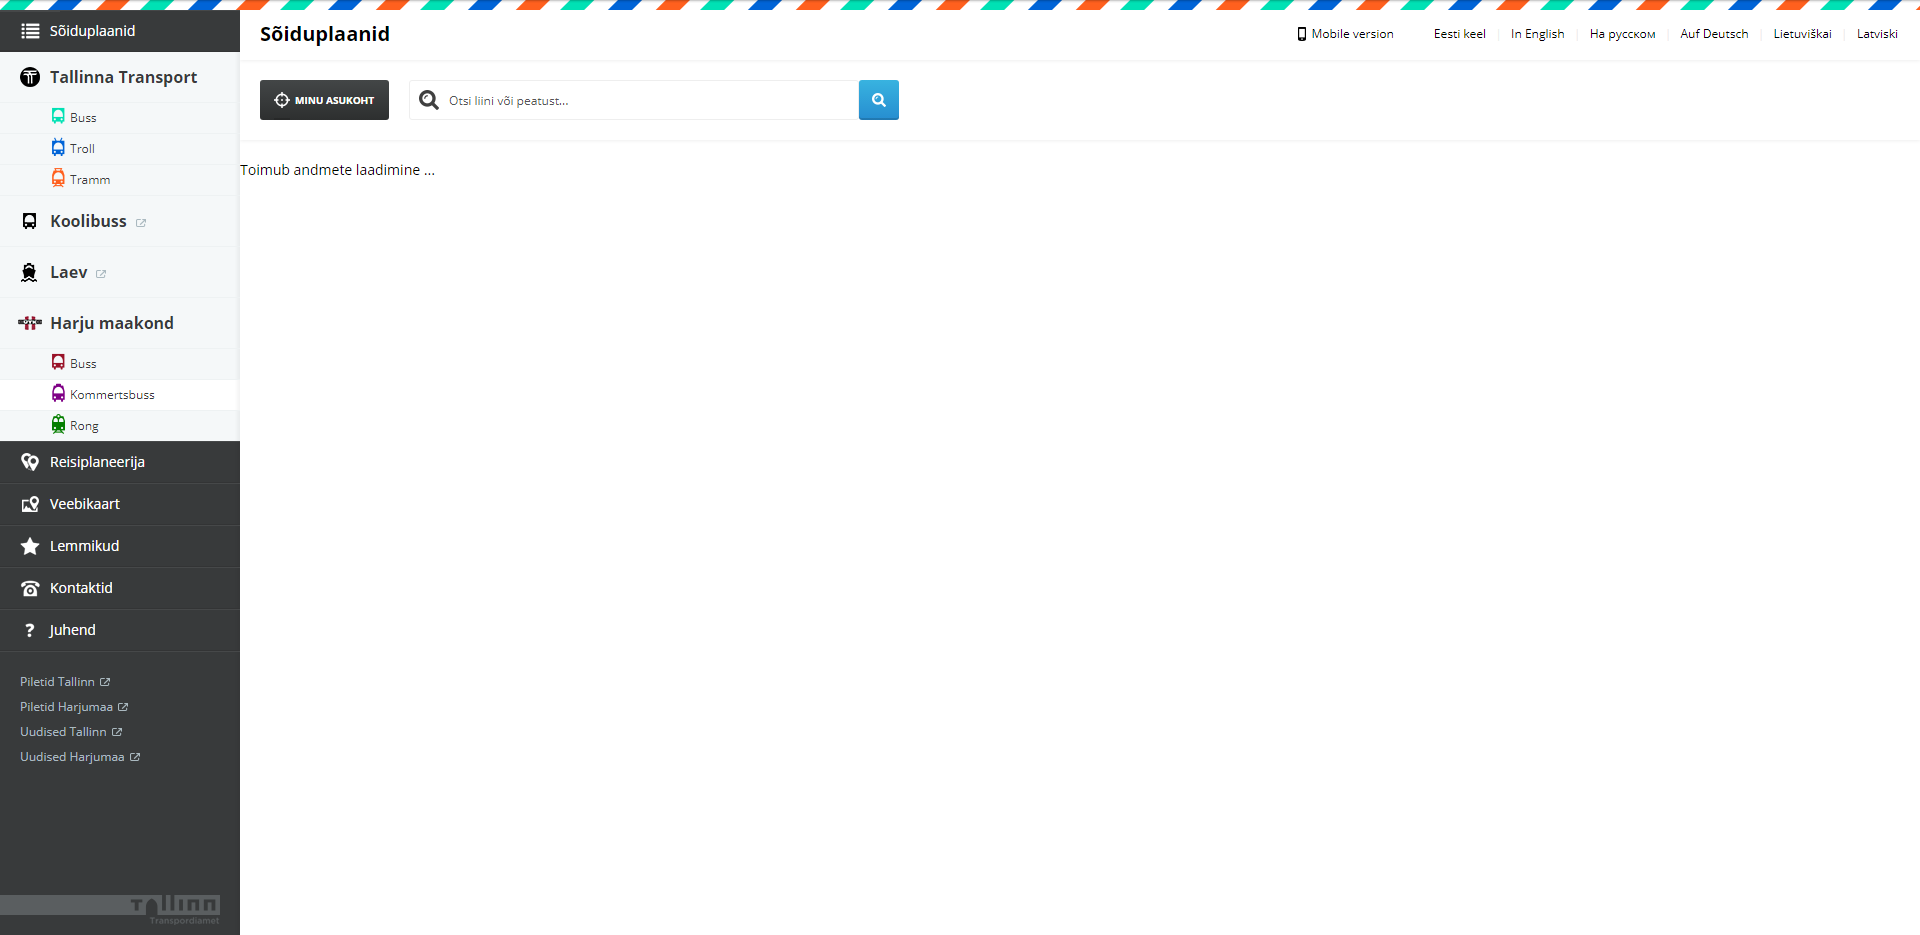 Sõiduplaanid
Tallinna Transport
Buss
Troll
Tramm
Koolibuss
Laev
Harju maakond
Buss
Kommertsbuss
Rong
Reisiplaneerija
Veebikaart
Lemmikud
Kontaktid
Juhend
Piletid Tallinn
Piletid Harjumaa
Uudised Tallinn
Uudised Harjumaa
Tallinn
Transpordiamet
Sõiduplaanid
Mobile version
Eesti keel
In English
На русском
Auf Deutsch
Lietuviškai
Latviski
MINU ASUKOHT
Otsi liini või peatust...
Toimub andmete laadimine ...